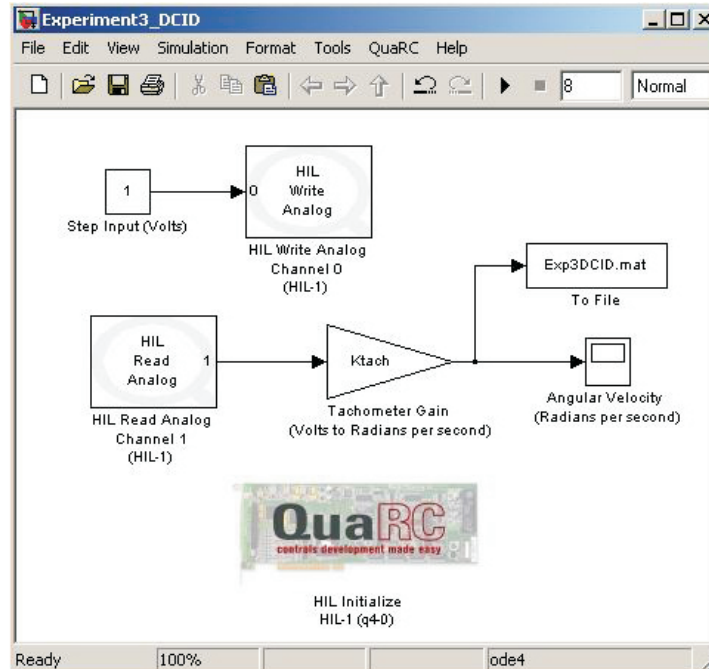 Experiment3_DCID
File Edit View Simulation Format Tools QuaRC Help
8 Normal
1
Step Input (Volts)
0
HIL
Write
Analog
HIL Write Analog
Channel 0
(HIL-1)
Exp3DCID.mat
To File
HIL
Read
Analog
1
HIL Read Analog
Channel 1
(HIL-1)
Ktach
Tachometer Gain
(Volts to Radians per second)
Angular Velocity
(Radians per second)
QuaRC
controls development made easy
HIL Initialize
HIL-1 (q4-0)
Ready 100% ode4